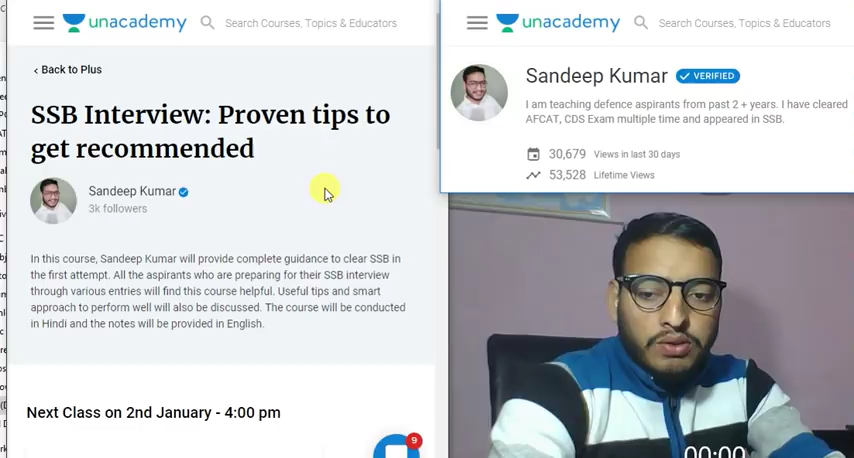 unacademy
Search Courses, Topics & Educators
Back to Plus
SSB Interview: Proven tips to
get recommended
Sandeep Kumar
3k followers
In this course, Sandeep Kumar will provide complete guidance to clear SSB in
the first attempt. All the aspirants who are preparing for their SSB interview
through various entries will find this course helpful. Useful tips and smart
approach to perform well will also be discussed. The course will be conducted
in Hindi and the notes will be provided in English.
Next Class on 2nd January - 4:00 pm
9
unacademy
Search Courses, Topics & Educators
Sandeep Kumar VERIFIED
I am teaching defence aspirants from past 2 + years. I have cleared
AFCAT, CDS Exam multiple time and appeared in SSB.
30,679 Views in last 30 days
53,528 Lifetime Views
00:00